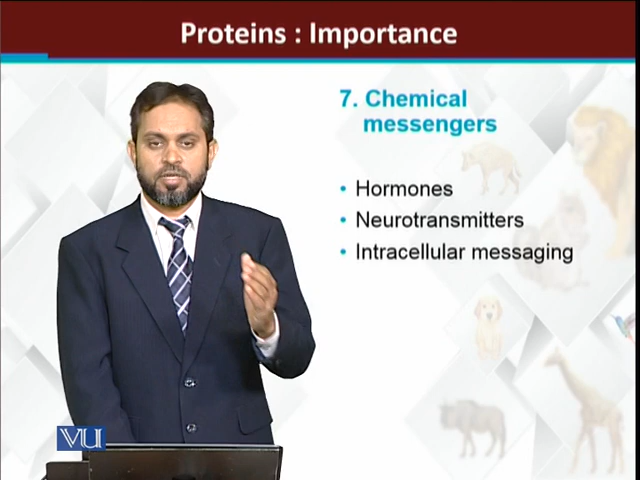 Proteins : Importance
7. Chemical
messengers
• Hormones
• Neurotransmitters
• Intracellular messaging
VU